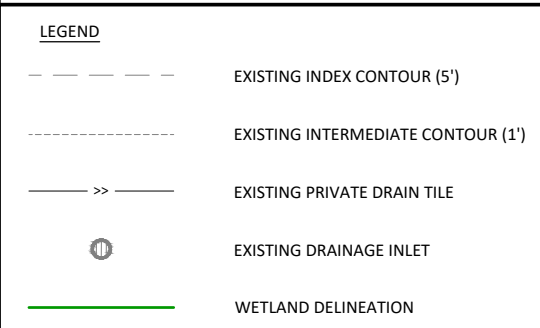 LEGEND
EXISTING INDEX CONTOUR (5')
EXISTING INTERMEDIATE CONTOUR (1')
>> EXISTING PRIVATE DRAIN TILE
EXISTING DRAINAGE INLET
WETLAND DELINEATION